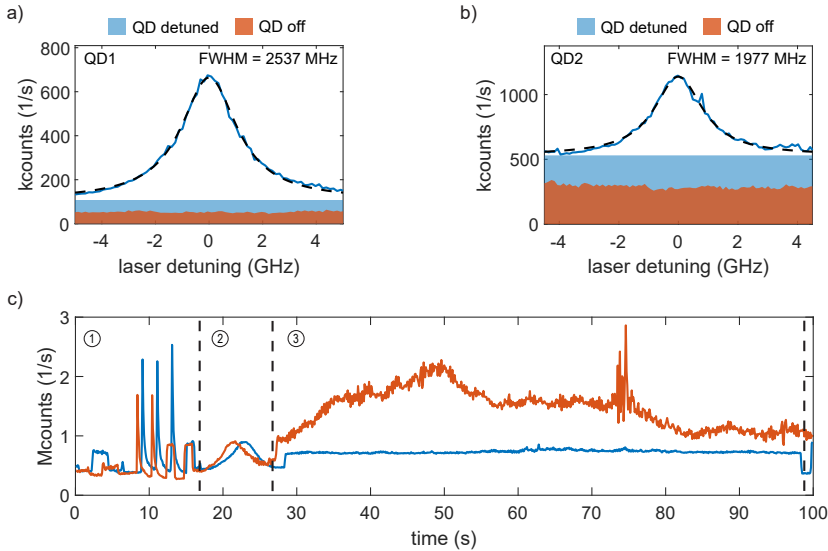 a)
QD detuned QD off
QD1 FWHM = 2537 MHz
kcounts (1/s)
800
600
400
200
0
-4 -2 0 2 4
laser detuning (GHz)
b)
QD detuned QD off
QD2 FWHM = 1977 MHz
kcounts (1/s)
1000
500
0
-4 -2 0 2 4
laser detuning (GHz)
c)
① ② ③
Mcounts (1/s)
3
2
1
0
0 10 20 30 40 50 60 70 80 90 100
time (s)